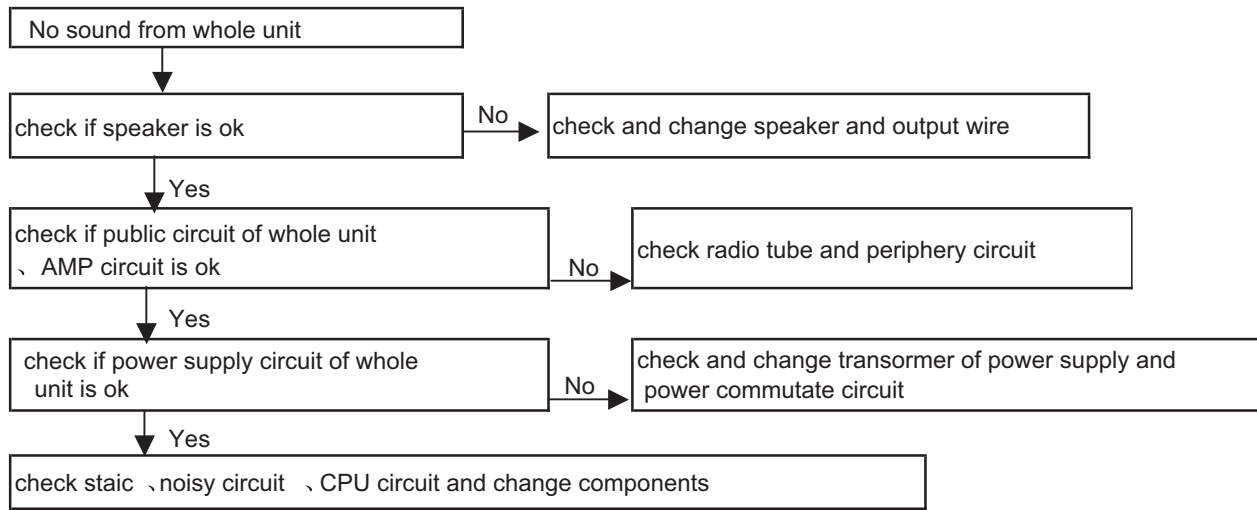 No sound from whole unit
check if speaker is ok
No
check and change speaker and output wire
Yes
check if public circuit of whole unit
、AMP circuit is ok
No
check radio tube and periphery circuit
Yes
check if power supply circuit of whole
unit is ok
No
check and change transormer of power supply and
power commutate circuit
Yes
check staic 、noisy circuit 、CPU circuit and change components